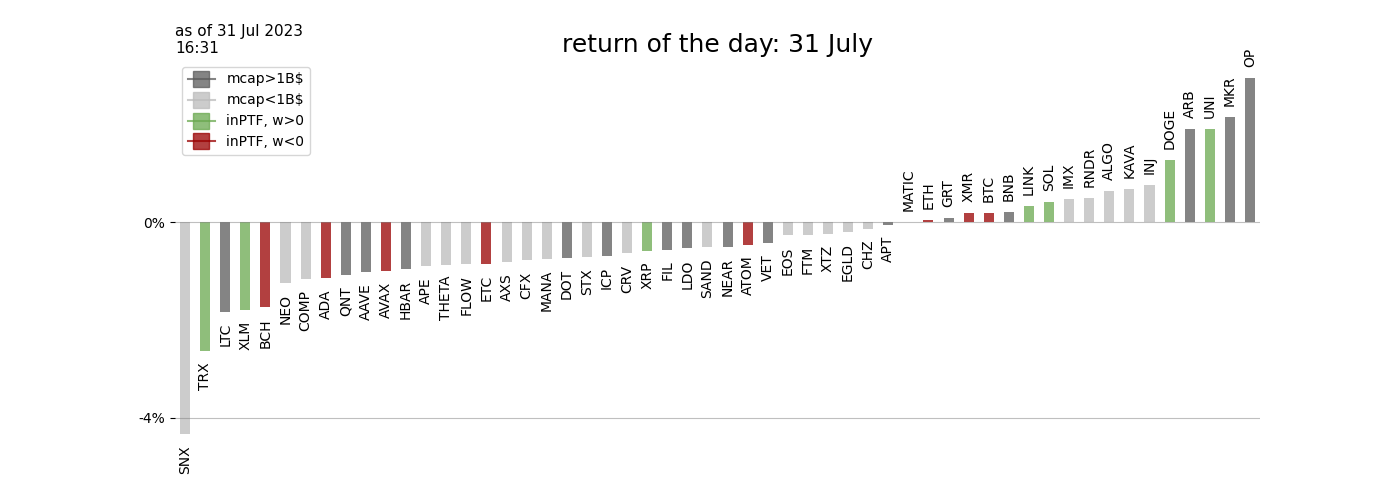 as of 31 Jul 2023
16:31
return of the day: 31 July
mcap>1B$
mcap<1B$
inPTF, w>0
inPTF, w<0
0%
-4%
SNX
TRX
LTC
XLM
BCH
NEO
COMP
ADA
QNT
AAVE
AVAX
HBAR
APE
THETA
FLOW
ETC
AXS
CFX
MANA
DOT
STX
ICP
CRV
XRP
FIL
LDO
SAND
NEAR
ATOM
VET
EOS
FTM
XTZ
EGLD
CHZ
APT
MATIC
ETH
GRT
XMR
BTC
BNB
LINK
SOL
IMX
RNDR
ALGO
KAVA
INJ
DOGE
ARB
UNI
MKR
OP